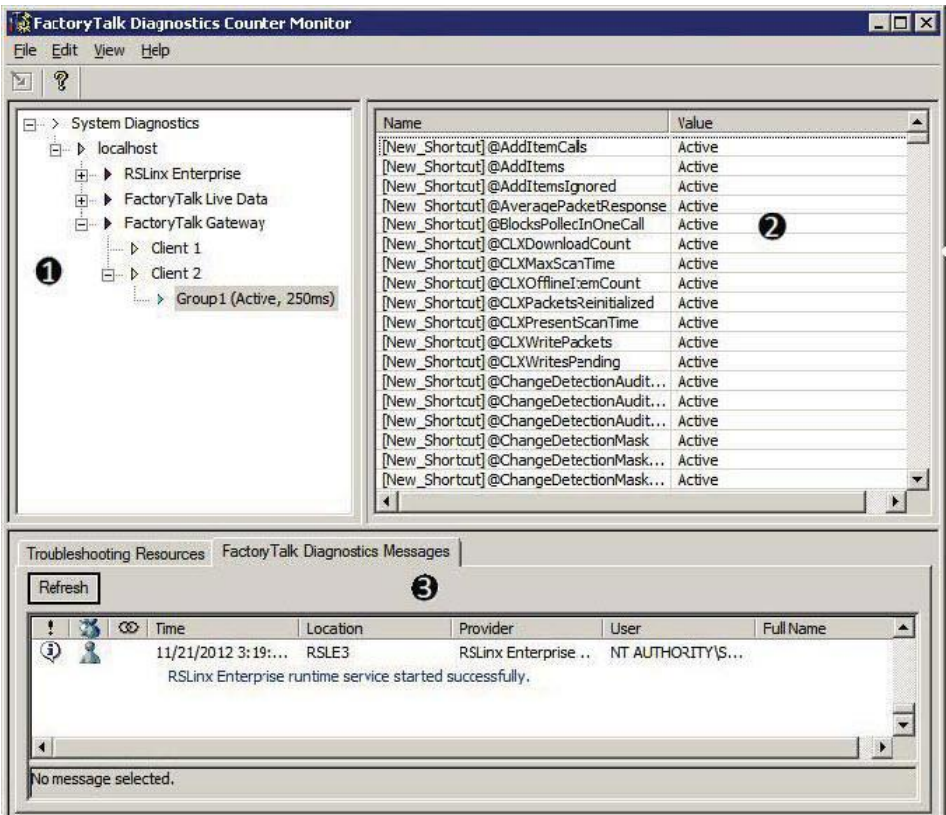 FactoryTalk Diagnostics Counter Monitor
File Edit View Help
System Diagnostics
localhost
RSLinx Enterprise
FactoryTalk Live Data
FactoryTalk Gateway
Client 1
Client 2
Group1 (Active, 250ms)
1
Name Value
[New_Shortcut]@AddItemCalls Active
[New_Shortcut]@AddItems Active
[New_Shortcut]@AddItemsIgnored Active
[New_Shortcut]@AveragePacketResponse Active
[New_Shortcut]@BlocksPolledInOneCall Active
[New_Shortcut]@CLXDownloadCount Active
[New_Shortcut]@CLXMaxScanTime Active
[New_Shortcut]@CLXOfflineItemCount Active
[New_Shortcut]@CLXPacketsReinitialized Active
[New_Shortcut]@CLXPresentScanTime Active
[New_Shortcut]@CLXWritePackets Active
[New_Shortcut]@CLXWritesPending Active
[New_Shortcut]@ChangeDetectionAudit... Active
[New_Shortcut]@ChangeDetectionAudit... Active
[New_Shortcut]@ChangeDetectionAudit... Active
[New_Shortcut]@ChangeDetectionMask Active
[New_Shortcut]@ChangeDetectionMask... Active
[New_Shortcut]@ChangeDetectionMask... Active
2
Troubleshooting Resources FactoryTalk Diagnostics Messages
Refresh
3
! Time Location Provider User Full Name
11/21/2012 3:19:... RSLE3 RSLinx Enterprise .. NT AUTHORITY\S...
RSLinx Enterprise runtime service started successfully.
No message selected.